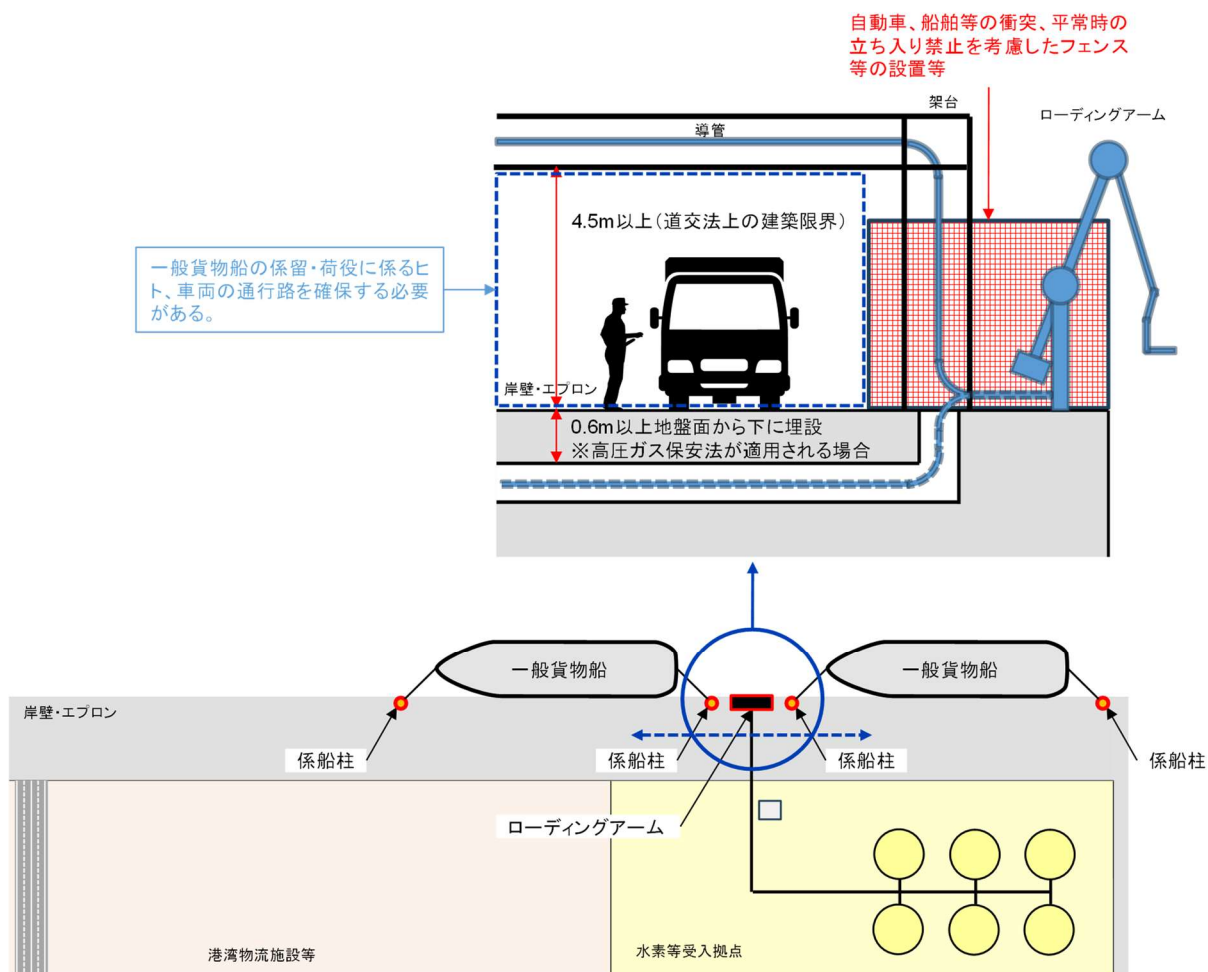 自動車、船舶等の衝突、平常時の
立ち入り禁止を考慮したフェンス
等の設置等
架台
ローディングアーム
導管
4.5m以上(道交法上の建築限界)
一般貨物船の係留・荷役に係るヒ
ト、車両の通行路を確保する必要
がある。
岸壁・エプロン
0.6m以上地盤面から下に埋設
※高圧ガス保安法が適用される場合
一般貨物船
一般貨物船
岸壁・エプロン
係船柱
係船柱
係船柱
係船柱
ローディングアーム
港湾物流施設等
水素等受入拠点